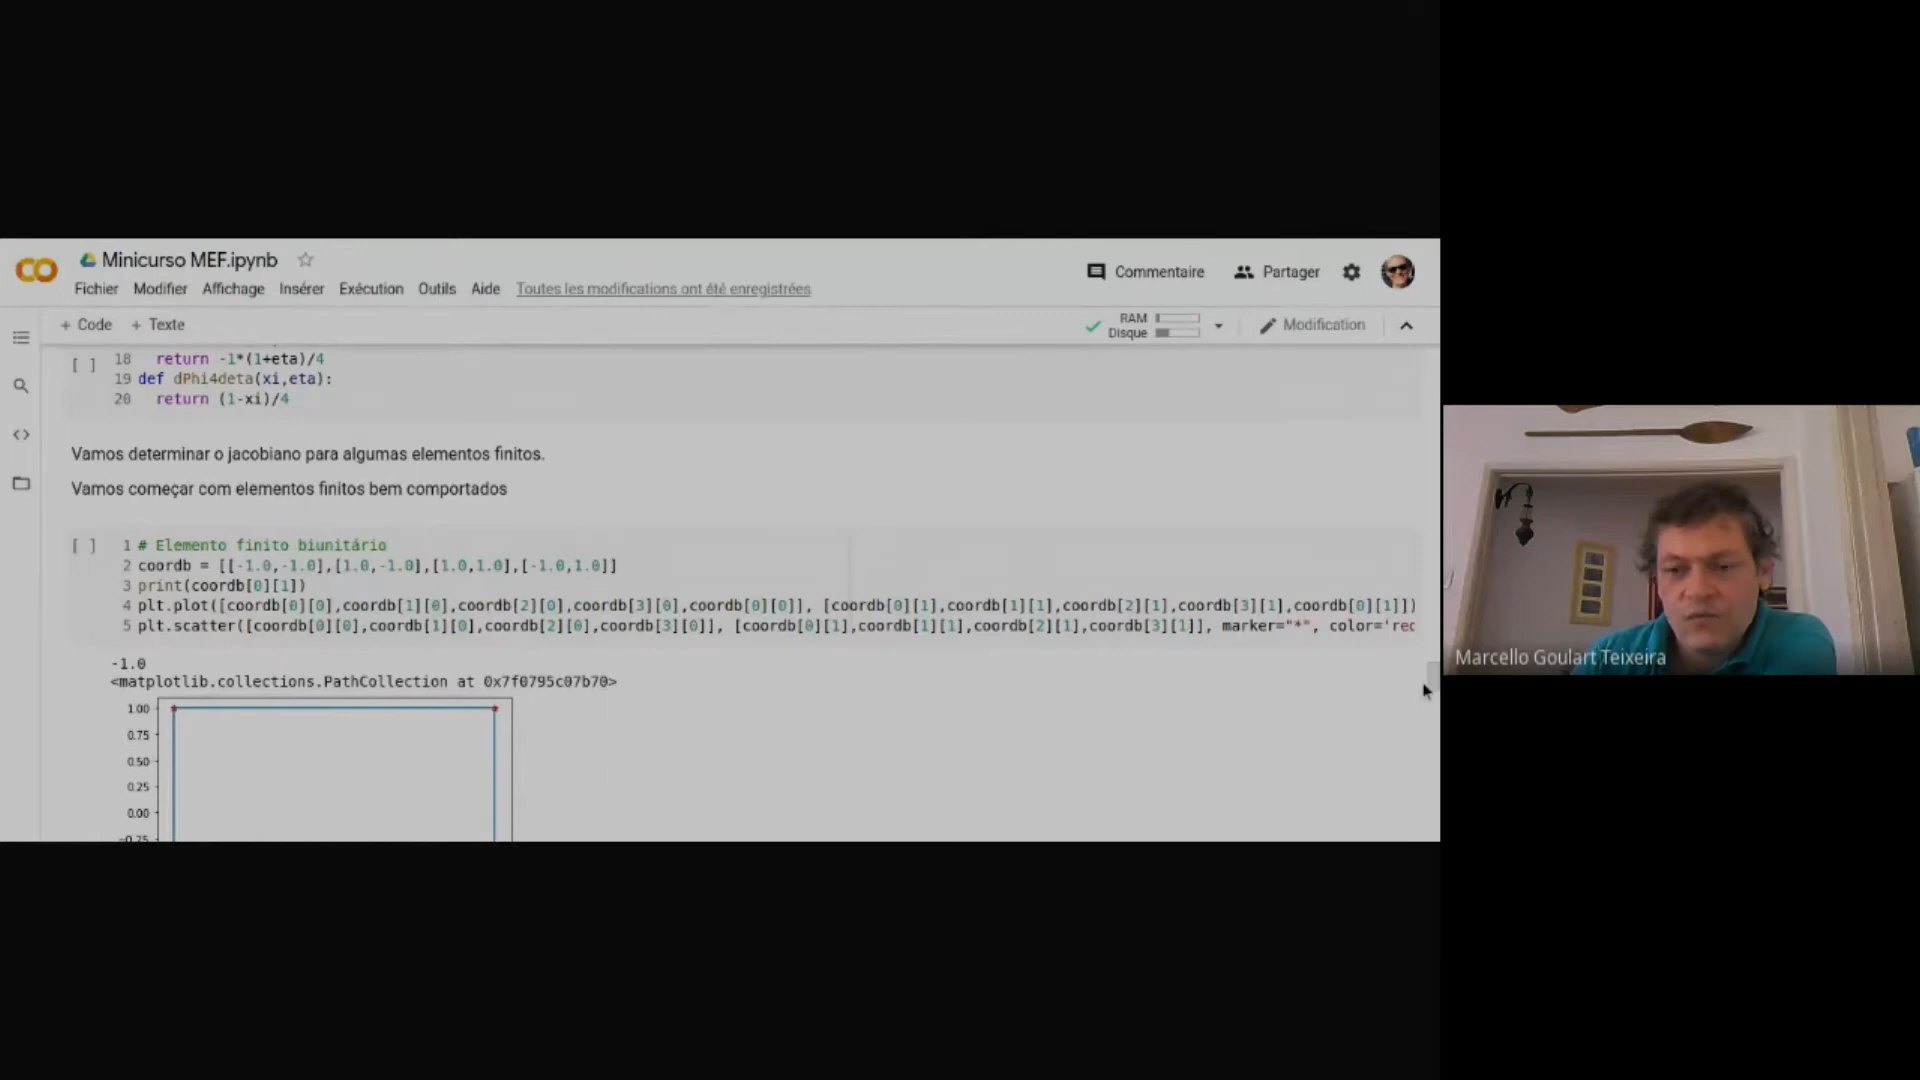 Minicurso MEF.ipynb
Commentaire
Partager
Fichier Modifier Affichage Insérer Exécution Outils Aide Toutes les modifications ont été enregistrées
+ Code + Texte
RAM
Disque
Modification
[ ]
18 return -1*(1+eta)/4
19 def dPhi4deta(xi,eta):
20 return (1-xi)/4
Vamos determinar o jacobiano para algumas elementos finitos.
Vamos começar com elementos finitos bem comportados
[ ]
1 # Elemento finito biunitário
2 coordb = [[-1.0,-1.0],[1.0,-1.0],[1.0,1.0],[-1.0,1.0]]
3 print(coordb[0][1])
4 plt.plot([coordb[0][0],coordb[1][0],coordb[2][0],coordb[3][0],coordb[0][0]], [coordb[0][1],coordb[1][1],coordb[2][1],coordb[3][1],coordb[0][1]])
5 plt.scatter([coordb[0][0],coordb[1][0],coordb[2][0],coordb[3][0]], [coordb[0][1],coordb[1][1],coordb[2][1],coordb[3][1]], marker="*", color='rec
-1.0
<matplotlib.collections.PathCollection at 0x7f0795c07b70>
1.00
0.75
0.50
0.25
0.00
-0.25
Marcello Goulart Teixeira